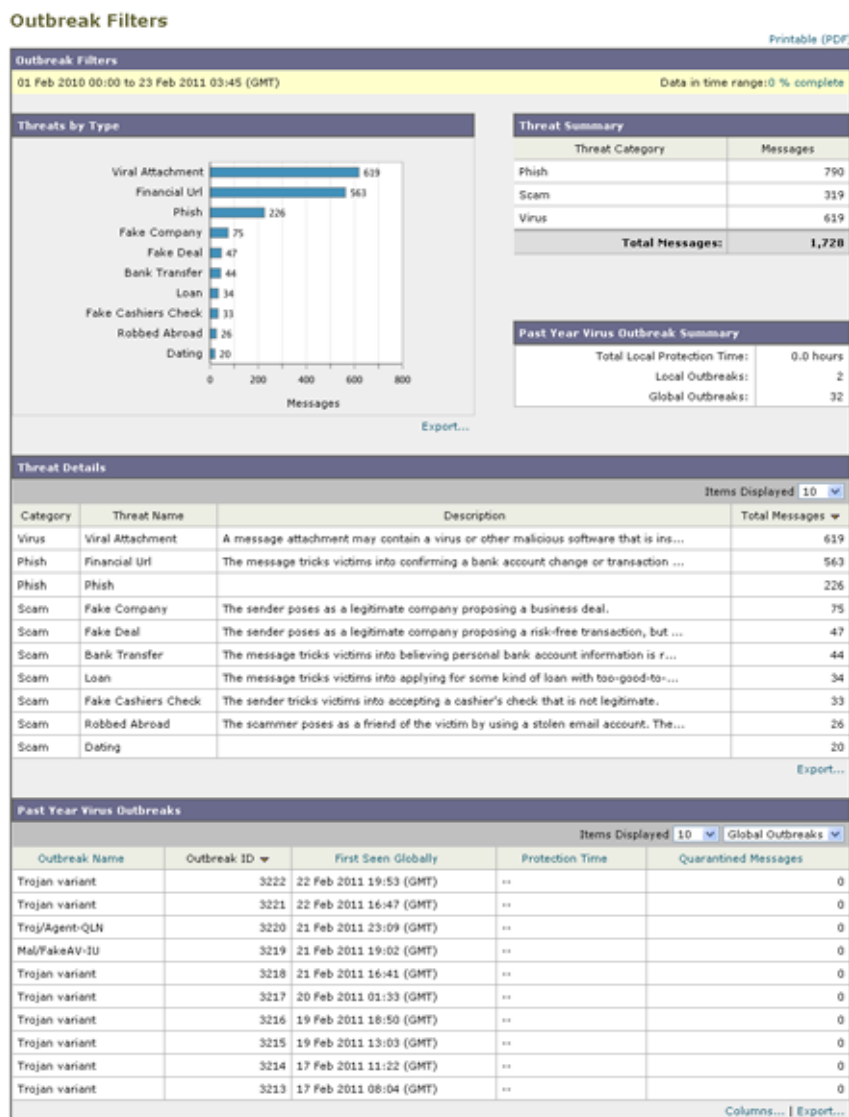 Outbreak Filters
Printable (PDF)
Outbreak Filters
01 Feb 2010 00:00 to 23 Feb 2011 03:45 (GMT) Data in time range:0 % complete
Threats by Type
Viral Attachment 619
Financial Url 563
Phish 226
Fake Company 75
Fake Deal 47
Bank Transfer 44
Loan 34
Fake Cashiers Check 33
Robbed Abroad 26
Dating 20
0 200 400 600 800
Messages
Export...
Threat Summary
Threat Category Messages
Phish 790
Scam 319
Virus 619
Total Messages: 1,728
Past Year Virus Outbreak Summary
Total Local Protection Time: 0.0 hours
Local Outbreaks: 2
Global Outbreaks: 32
Threat Details
Items Displayed 10
Category Threat Name Description Total Messages
Virus Viral Attachment A message attachment may contain a virus or other malicious software that is ins... 619
Phish Financial Url The message tricks victims into confirming a bank account change or transaction ... 563
Phish Phish 226
Scam Fake Company The sender poses as a legitimate company proposing a business deal. 75
Scam Fake Deal The sender poses as a legitimate company proposing a risk-free transaction, but ... 47
Scam Bank Transfer The message tricks victims into believing personal bank account information is r... 44
Scam Loan The message tricks victims into applying for some kind of loan with too-good-to-... 34
Scam Fake Cashiers Check The sender tricks victims into accepting a cashier's check that is not legitimate. 33
Scam Robbed Abroad The scammer poses as a friend of the victim by using a stolen email account. The... 26
Scam Dating 20
Export...
Past Year Virus Outbreaks
Items Displayed 10 Global Outbreaks
Outbreak Name Outbreak ID First Seen Globally Protection Time Quarantined Messages
Trojan variant 3222 22 Feb 2011 19:53 (GMT) -- 0
Trojan variant 3221 22 Feb 2011 16:47 (GMT) -- 0
Troj/Agent-QLN 3220 21 Feb 2011 23:09 (GMT) -- 0
Mal/FakeAV-IU 3219 21 Feb 2011 19:02 (GMT) -- 0
Trojan variant 3218 21 Feb 2011 16:41 (GMT) -- 0
Trojan variant 3217 20 Feb 2011 01:33 (GMT) -- 0
Trojan variant 3216 19 Feb 2011 18:50 (GMT) -- 0
Trojan variant 3215 19 Feb 2011 13:03 (GMT) -- 0
Trojan variant 3214 17 Feb 2011 11:22 (GMT) -- 0
Trojan variant 3213 17 Feb 2011 08:04 (GMT) -- 0
Columns... | Export...